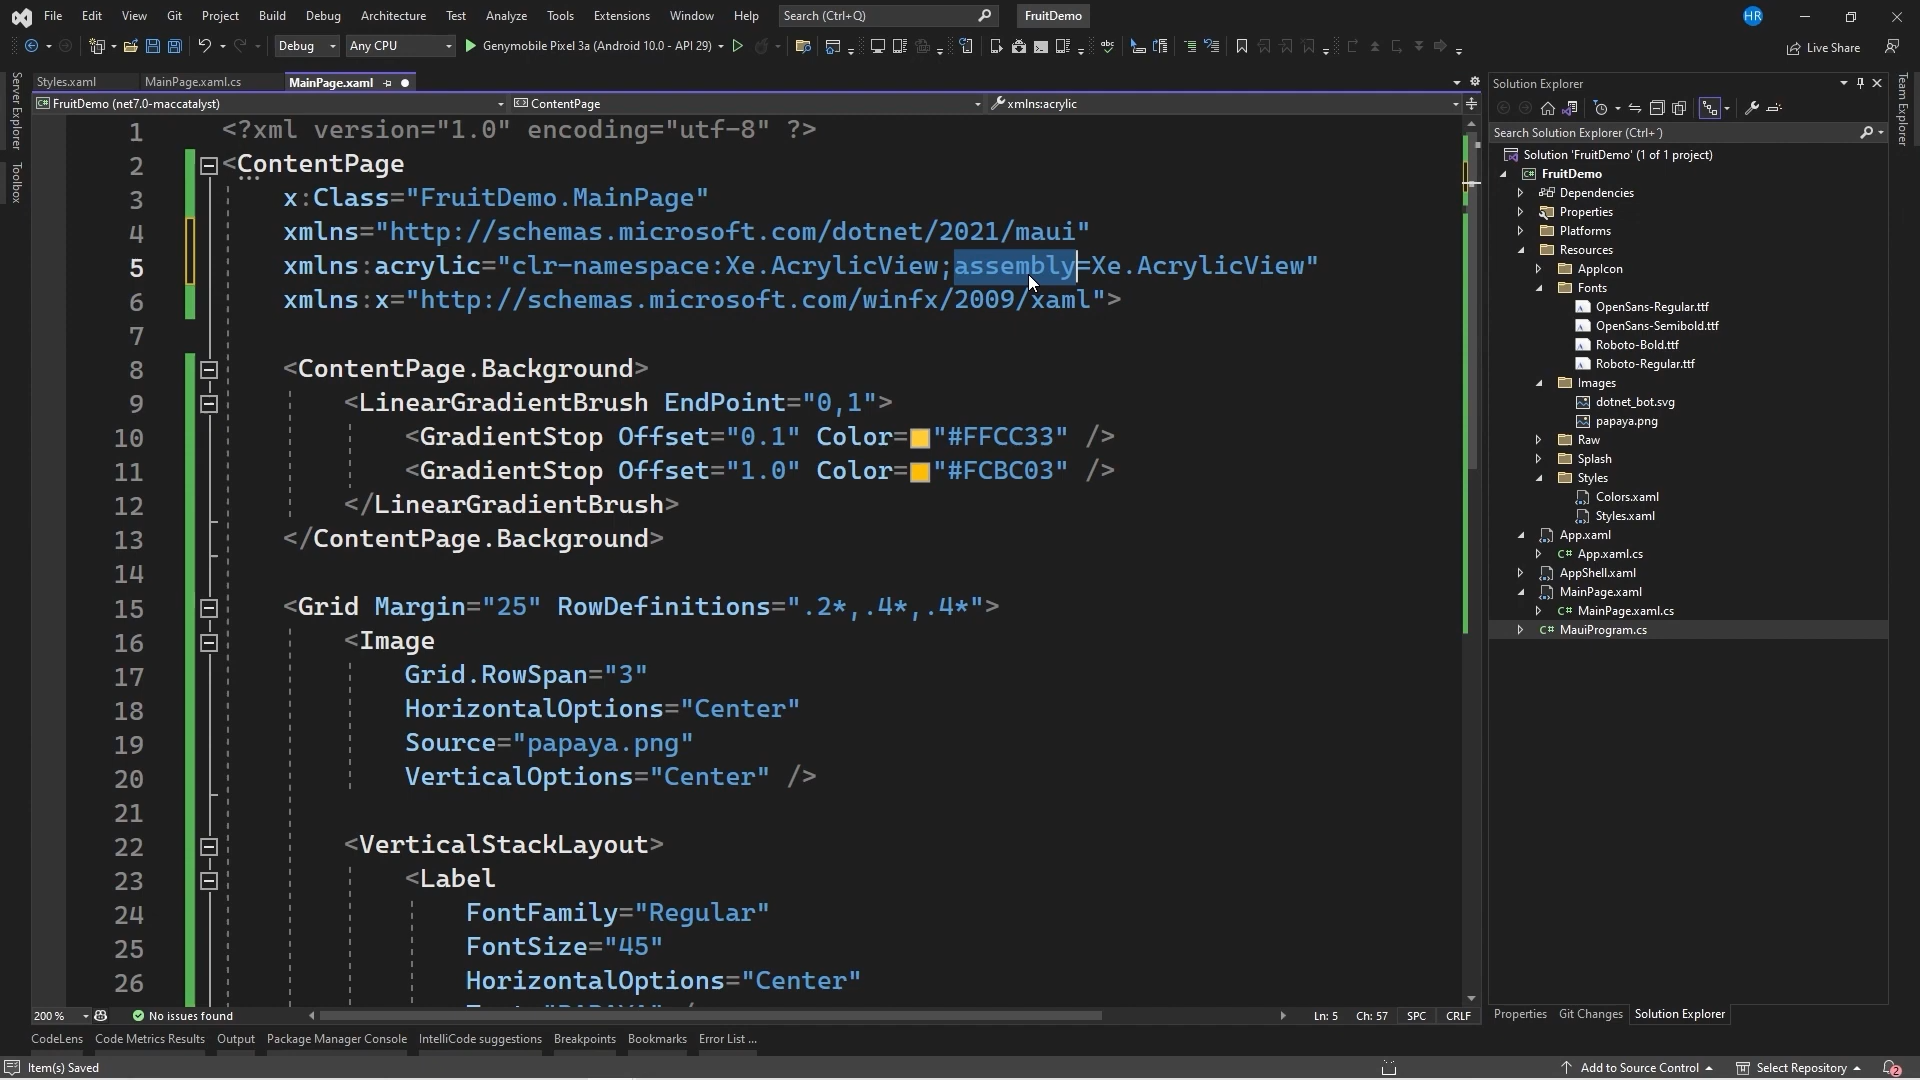 File Edit View Git Project Build Debug Architecture Test Analyze Tools Extensions Window Help Search (Ctrl+Q) FruitDemo HR
Debug Any CPU Genymobile Pixel 3a (Android 10.0 - API 29) Live Share
Server Explorer
Toolbox
Team Explorer
Styles.xaml MainPage.xaml.cs MainPage.xaml
FruitDemo (net7.0-maccatalyst) ContentPage xmlns:acrylic
1 <?xml version="1.0" encoding="utf-8" ?>
2 <ContentPage
3 x:Class="FruitDemo.MainPage"
4 xmlns="http://schemas.microsoft.com/dotnet/2021/maui"
5 xmlns:acrylic="clr-namespace:Xe.AcrylicView;assembly=Xe.AcrylicView"
6 xmlns:x="http://schemas.microsoft.com/winfx/2009/xaml">
7
8 <ContentPage.Background>
9 <LinearGradientBrush EndPoint="0,1">
10 <GradientStop Offset="0.1" Color="#FFCC33" />
11 <GradientStop Offset="1.0" Color="#FCBC03" />
12 </LinearGradientBrush>
13 </ContentPage.Background>
14
15 <Grid Margin="25" RowDefinitions=".2*,.4*,.4*">
16 <Image
17 Grid.RowSpan="3"
18 HorizontalOptions="Center"
19 Source="papaya.png"
20 VerticalOptions="Center" />
21
22 <VerticalStackLayout>
23 <Label
24 FontFamily="Regular"
25 FontSize="45"
26 HorizontalOptions="Center"
200 % No issues found Ln: 5 Ch: 57 SPC CRLF
CodeLens Code Metrics Results Output Package Manager Console IntelliCode suggestions Breakpoints Bookmarks Error List ...
Item(s) Saved Add to Source Control Select Repository 2
Solution Explorer
Search Solution Explorer (Ctrl+´)
Solution 'FruitDemo' (1 of 1 project)
FruitDemo
Dependencies
Properties
Platforms
Resources
AppIcon
Fonts
OpenSans-Regular.ttf
OpenSans-Semibold.ttf
Roboto-Bold.ttf
Roboto-Regular.ttf
Images
dotnet_bot.svg
papaya.png
Raw
Splash
Styles
Colors.xaml
Styles.xaml
App.xaml
App.xaml.cs
AppShell.xaml
MainPage.xaml
MainPage.xaml.cs
MauiProgram.cs
Properties Git Changes Solution Explorer